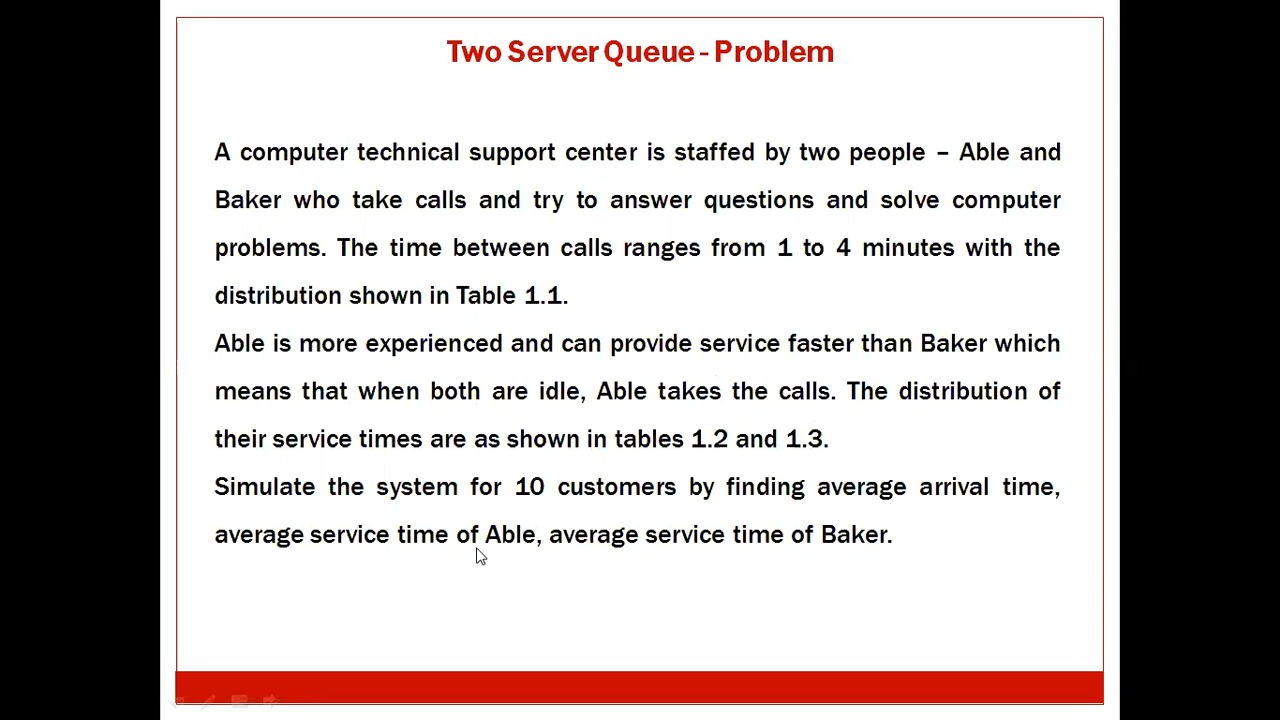 Two Server Queue - Problem
A computer technical support center is staffed by two people – Able and
Baker who take calls and try to answer questions and solve computer
problems. The time between calls ranges from 1 to 4 minutes with the
distribution shown in Table 1.1.
Able is more experienced and can provide service faster than Baker which
means that when both are idle, Able takes the calls. The distribution of
their service times are as shown in tables 1.2 and 1.3.
Simulate the system for 10 customers by finding average arrival time,
average service time of Able, average service time of Baker.